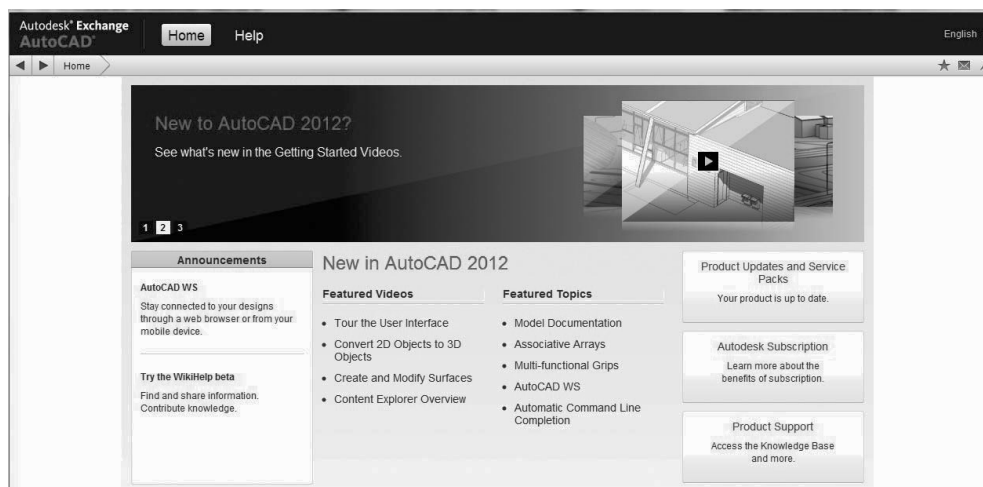 Autodesk® Exchange
AutoCAD®
Home
Help
English
Home
New to AutoCAD 2012?
See what's new in the Getting Started Videos.
1 2 3
Announcements
AutoCAD WS
Stay connected to your designs
through a web browser or from your
mobile device.
Try the WikiHelp beta
Find and share information.
Contribute knowledge.
New in AutoCAD 2012
Featured Videos
• Tour the User Interface
• Convert 2D Objects to 3D
Objects
• Create and Modify Surfaces
• Content Explorer Overview
Featured Topics
• Model Documentation
• Associative Arrays
• Multi-functional Grips
• AutoCAD WS
• Automatic Command Line
Completion
Product Updates and Service
Packs
Your product is up to date.
Autodesk Subscription
Learn more about the
benefits of subscription.
Product Support
Access the Knowledge Base
and more.